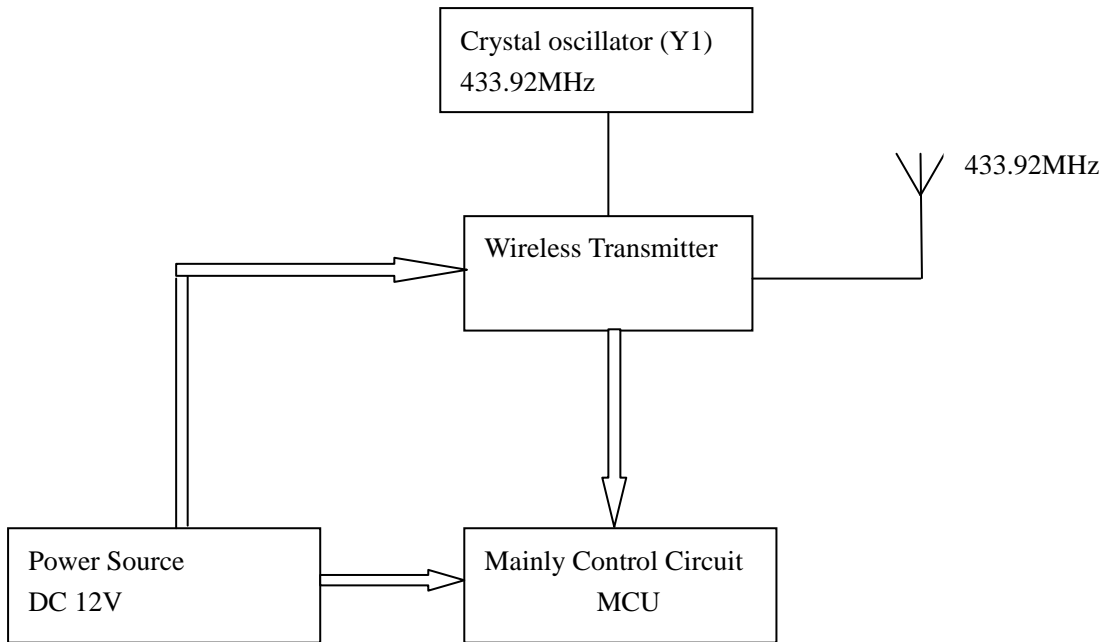 Crystal oscillator (Y1)
433.92MHz
433.92MHz
Wireless Transmitter
Power Source
DC 12V
Mainly Control Circuit
MCU